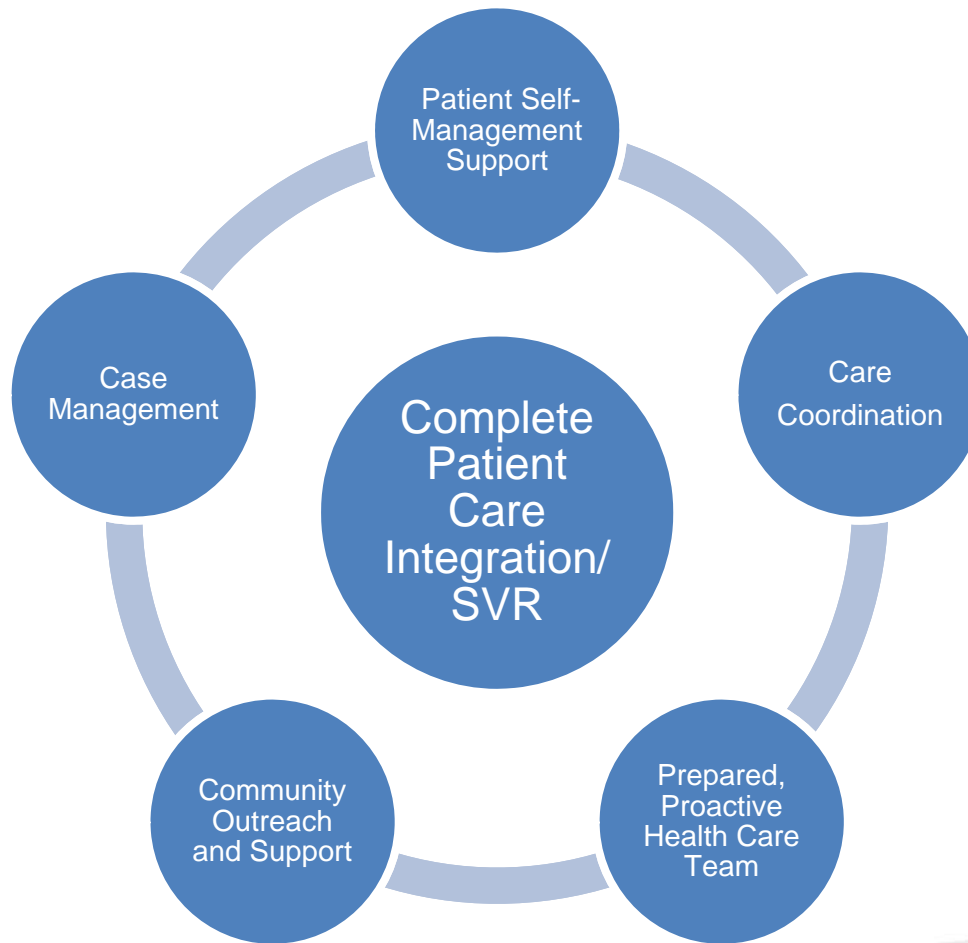 Patient Self-
Management
Support
Care
Coordination
Prepared,
Proactive
Health Care
Team
Community
Outreach
and Support
Case
Management
Complete
Patient
Care
Integration/
SVR